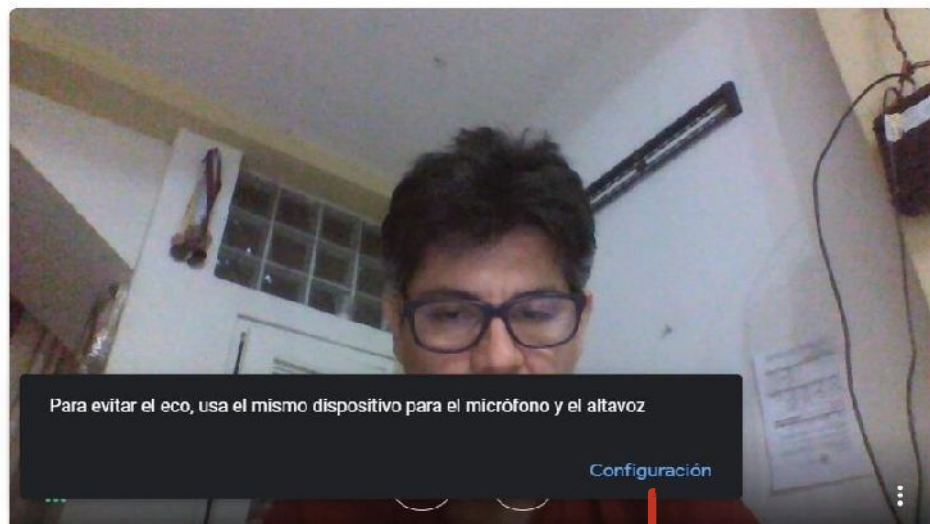 Para evitar el eco, usa el mismo dispositivo para el micrófono y el altavoz
Configuración